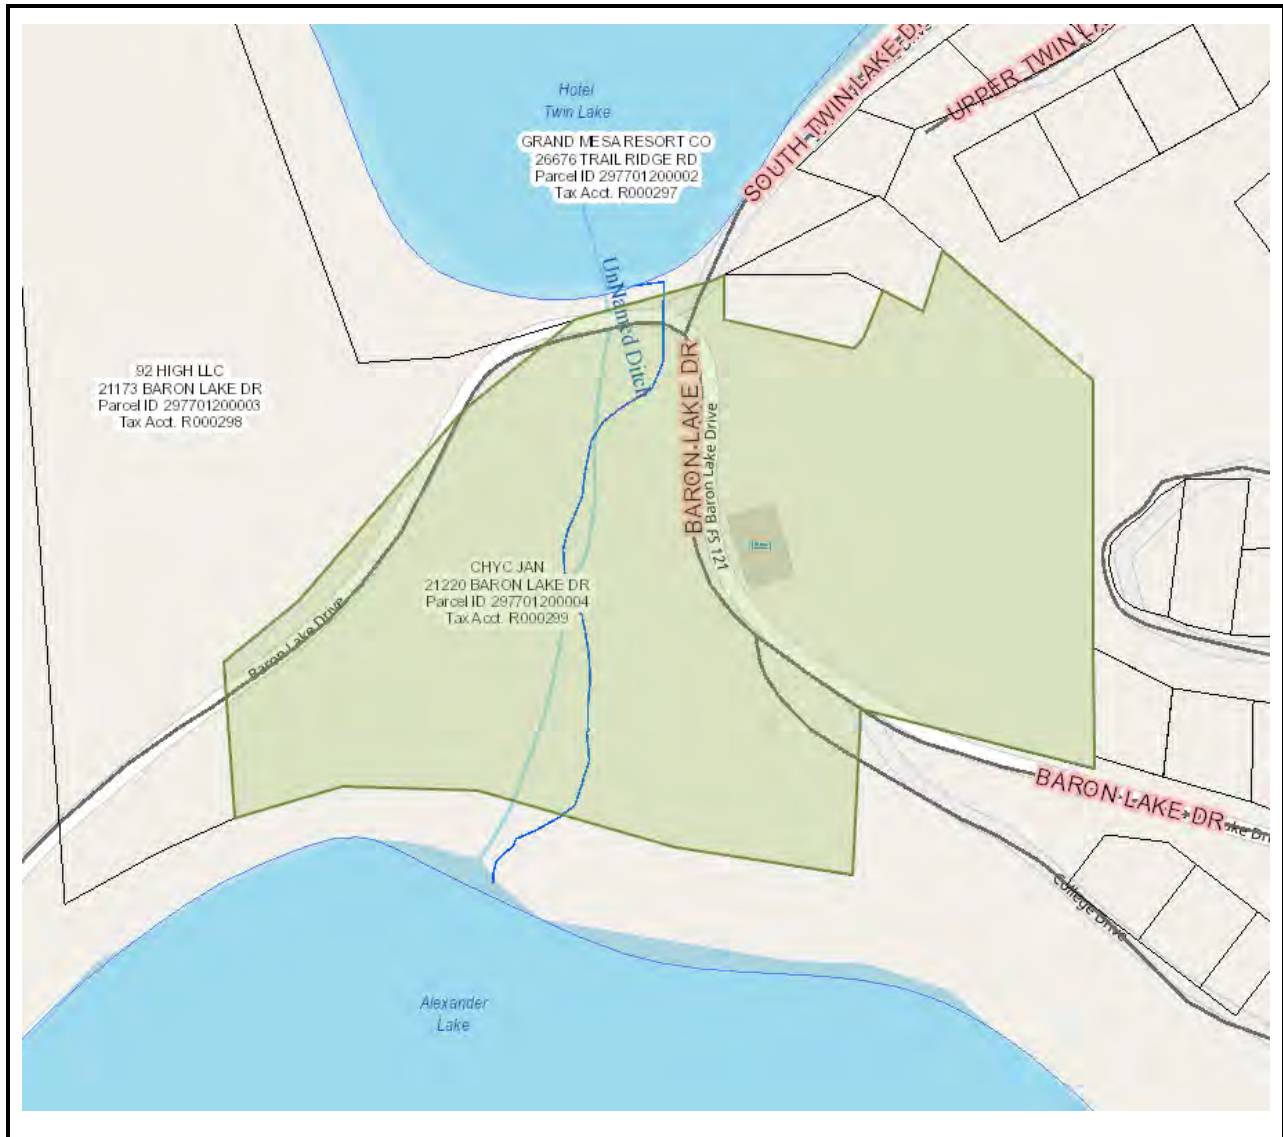 SOUTH TWIN LAKE D
UPPER TWIN LA
Hotel
Twin Lake
GRAND MESA RESORT CO
26676 TRAIL RIDGE RD
Parcel ID 297701200002
Tax Acct. R000297
UnNamed Ditch
92 HIGH LLC
21173 BARON LAKE DR
Parcel ID 297701200003
Tax Acct. R000298
BARON LAKE DR
FS 121
Baron Lake Drive
CHYC JAN
21220 BARON LAKE DR
Parcel ID 297701200004
Tax Acct. R000299
Baron Lake Drive
BARON LAKE DR
ke Dri
College Drive
Alexander
Lake